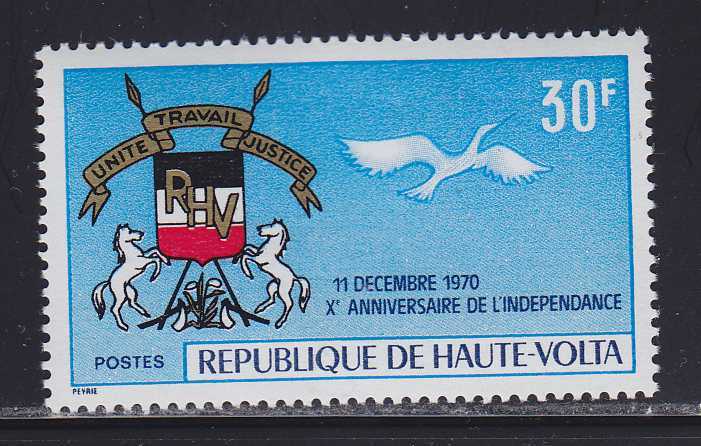 UNITE TRAVAIL JUSTICE
30F
RHV
11 DECEMBRE 1970
Xe ANNIVERSAIRE DE L'INDEPENDANCE
POSTES
REPUBLIQUE DE HAUTE-VOLTA
PEYRIE